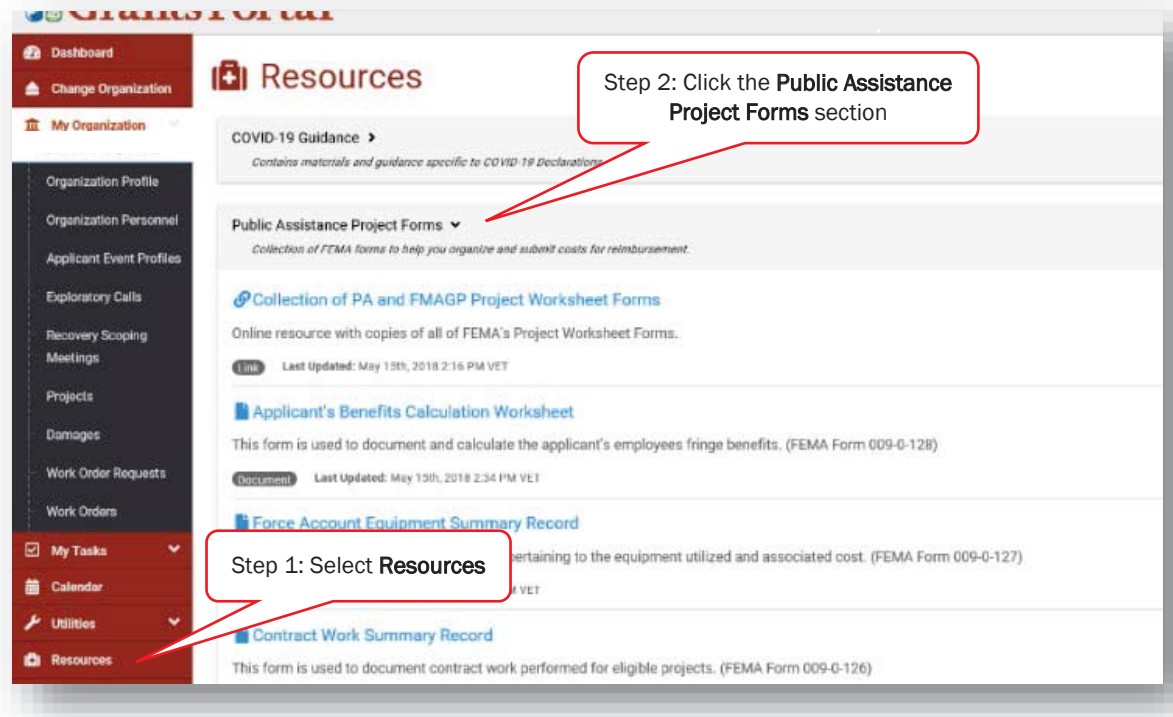 Grants Portal
Dashboard
Change Organization
My Organization
Organization Profile
Organization Personnel
Applicant Event Profiles
Exploratory Calls
Recovery Scoping
Meetings
Projects
Damages
Work Order Requests
Work Orders
My Tasks
Calendar
Utilities
Resources
Resources
Step 2: Click the Public Assistance
Project Forms section
COVID-19 Guidance
Contains materials and guidance specific to COVID-19 Declarations
Public Assistance Project Forms
Collection of FEMA forms to help you organize and submit costs for reimbursement.
Collection of PA and FMAGP Project Worksheet Forms
Online resource with copies of all of FEMA's Project Worksheet Forms.
Link Last Updated: May 15th, 2018 2:16 PM VET
Applicant's Benefits Calculation Worksheet
This form is used to document and calculate the applicant's employees fringe benefits. (FEMA Form 009-0-128)
Document Last Updated: May 15th, 2018 2:34 PM VET
Force Account Equipment Summary Record
pertaining to the equipment utilized and associated cost. (FEMA Form 009-0-127)
VET
Step 1: Select Resources
Contract Work Summary Record
This form is used to document contract work performed for eligible projects. (FEMA Form 009-0-126)